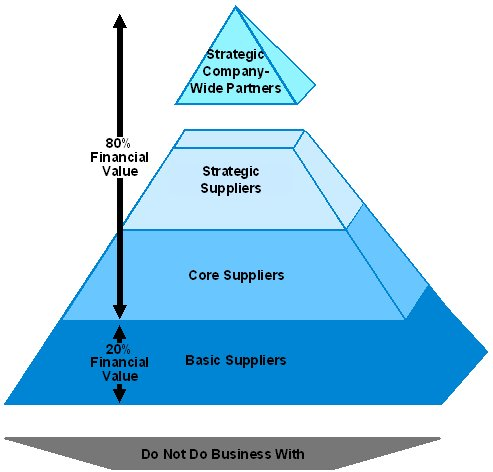 Strategic
Company-
Wide Partners
80%
Financial
Value
Strategic
Suppliers
Core Suppliers
20%
Financial
Value
Basic Suppliers
Do Not Do Business With